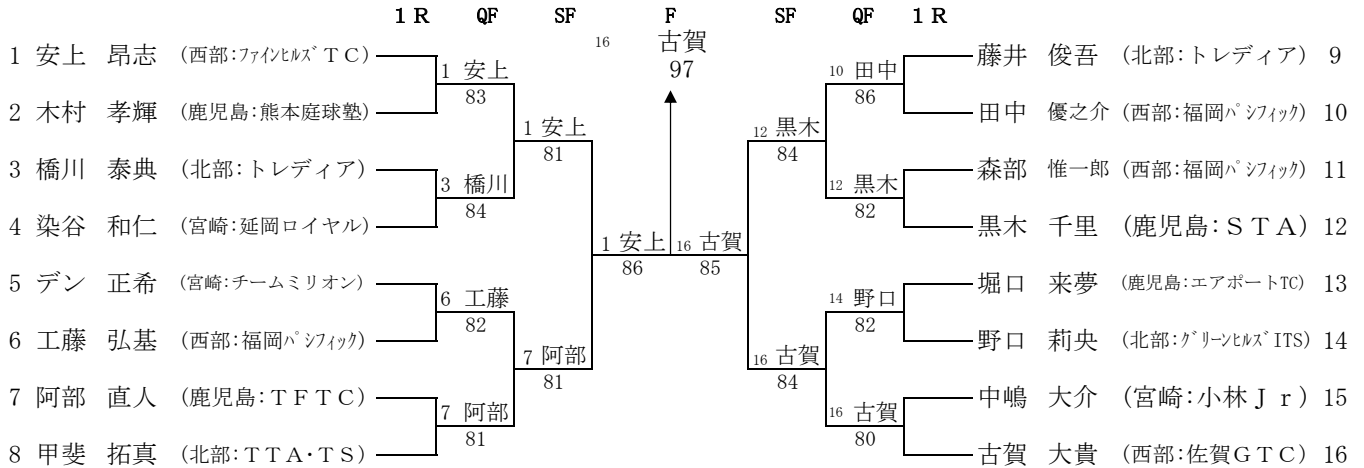 1 R QF SF F SF QF 1 R
16 古賀
97
1 安上 昂志 (西部:ファインヒルズTC)
2 木村 孝輝 (鹿児島:熊本庭球塾)
3 橋川 泰典 (北部:トレディア)
4 染谷 和仁 (宮崎:延岡ロイヤル)
5 デン 正希 (宮崎:チームミリオン)
6 工藤 弘基 (西部:福岡パシフィック)
7 阿部 直人 (鹿児島:TFTC)
8 甲斐 拓真 (北部:TTA・TS)
1 安上
83
3 橋川
84
6 工藤
82
7 阿部
81
1 安上
81
7 阿部
81
1 安上
86
16 古賀
85
12 黒木
84
16 古賀
84
10 田中
86
12 黒木
82
14 野口
82
16 古賀
80
藤井 俊吾 (北部:トレディア) 9
田中 優之介 (西部:福岡パシフィック) 10
森部 惟一郎 (西部:福岡パシフィック) 11
黒木 千里 (鹿児島:STA) 12
堀口 来夢 (鹿児島:エアポートTC) 13
野口 莉央 (北部:グリーンヒルズITS) 14
中嶋 大介 (宮崎:小林Jr) 15
古賀 大貴 (西部:佐賀GTC) 16